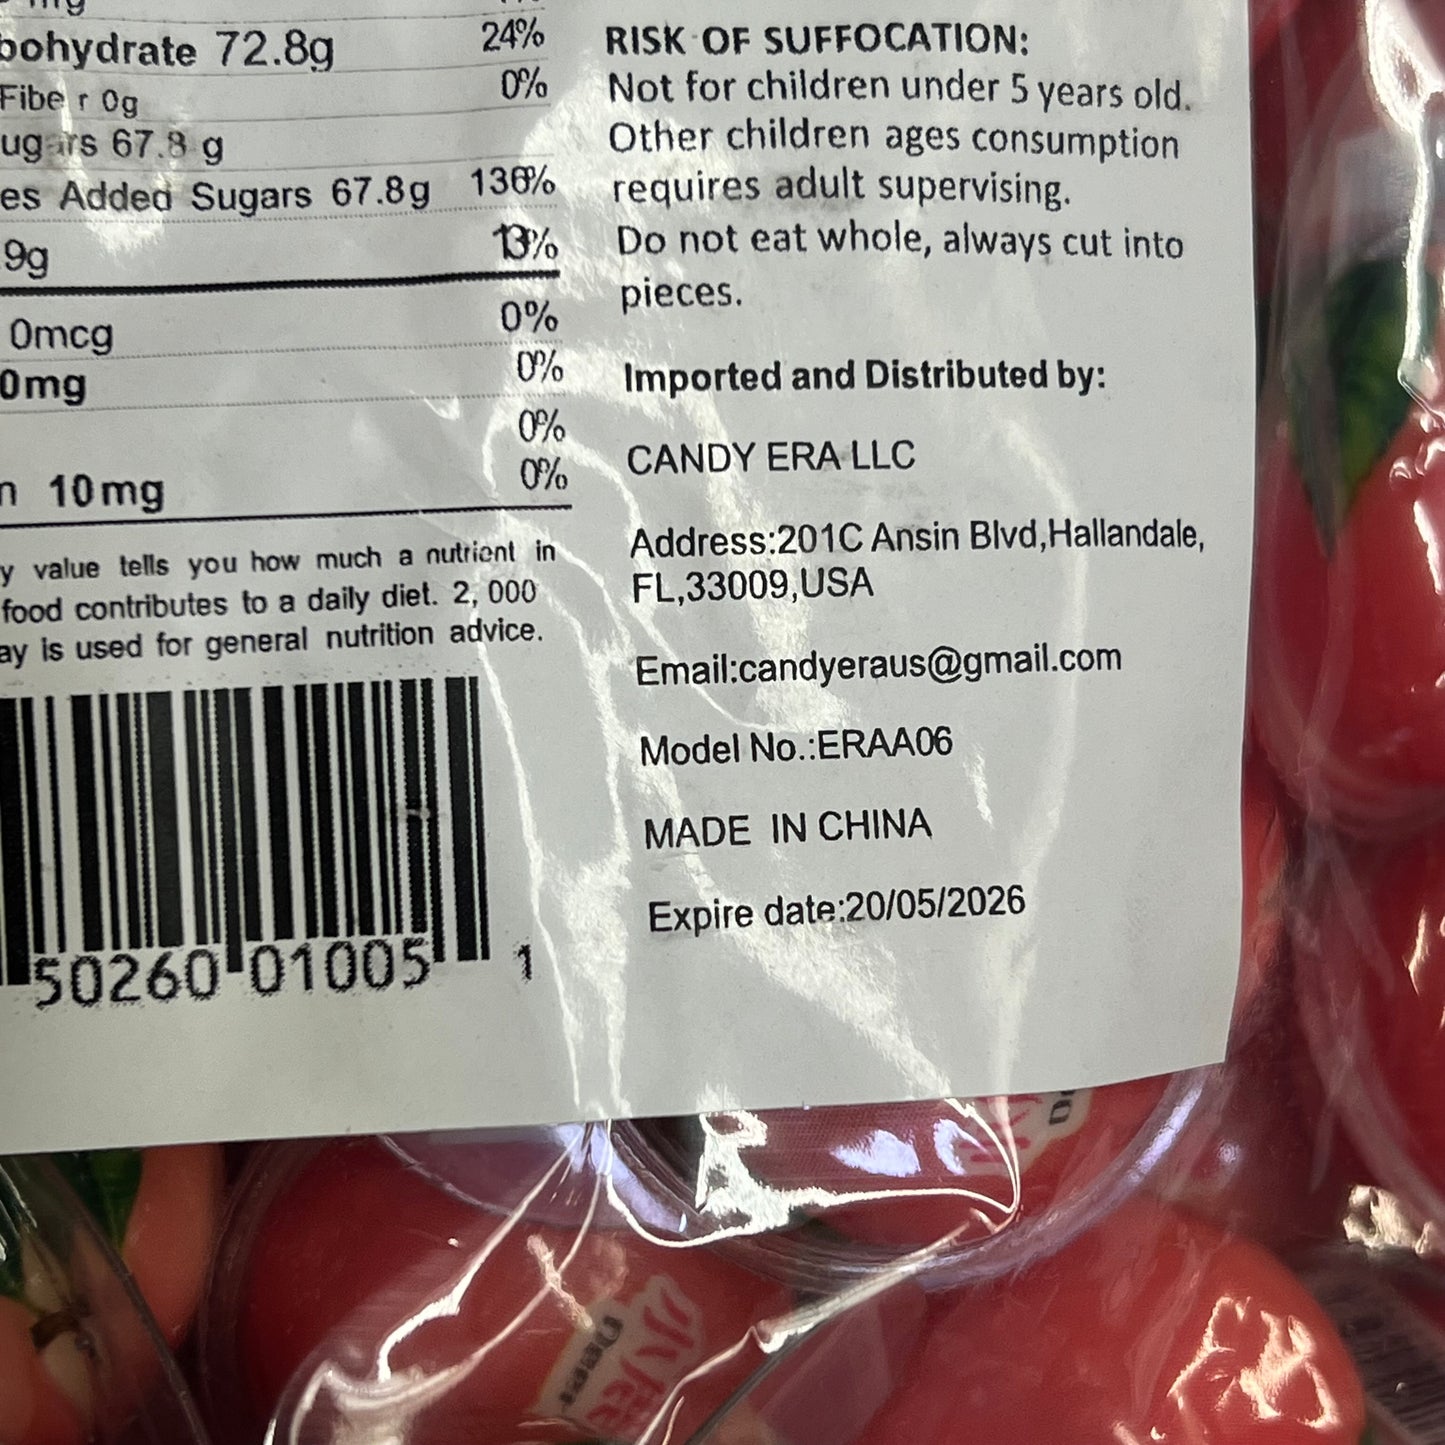 bohydrate 72.8g 24%
Fiber 0g 0%
ugars 67.8 g
es Added Sugars 67.8g 136%
9g 13%
0mcg 0%
0mg 0%
0%
n 10mg 0%
y value tells you how much a nutrient in
food contributes to a daily diet. 2, 000
ay is used for general nutrition advice.
50260 01005 1
RISK OF SUFFOCATION:
Not for children under 5 years old.
Other children ages consumption
requires adult supervising.
Do not eat whole, always cut into
pieces.
Imported and Distributed by:
CANDY ERA LLC
Address:201C Ansin Blvd,Hallandale,
FL,33009,USA
Email:candyeraus@gmail.com
Model No.:ERAA06
MADE IN CHINA
Expire date:20/05/2026